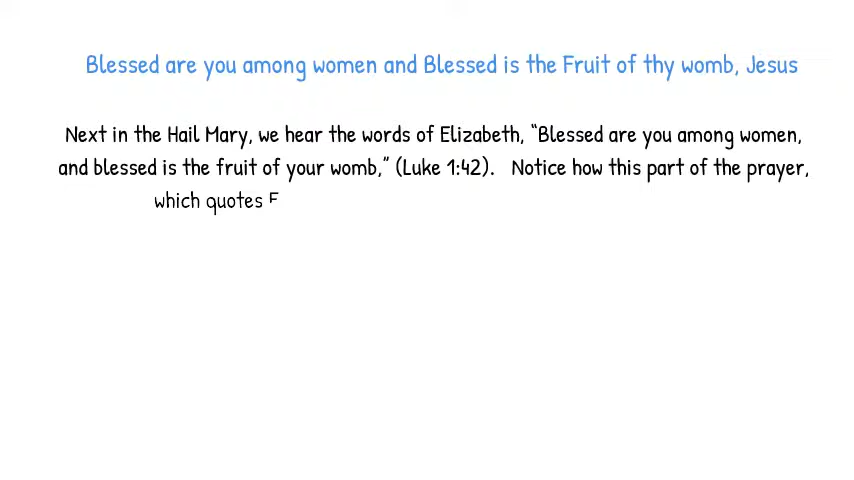 Blessed are you among women and Blessed is the Fruit of thy womb, Jesus
Next in the Hail Mary, we hear the words of Elizabeth, “Blessed are you among women,
and blessed is the fruit of your womb,” (Luke 1:42). Notice how this part of the prayer,
which quotes